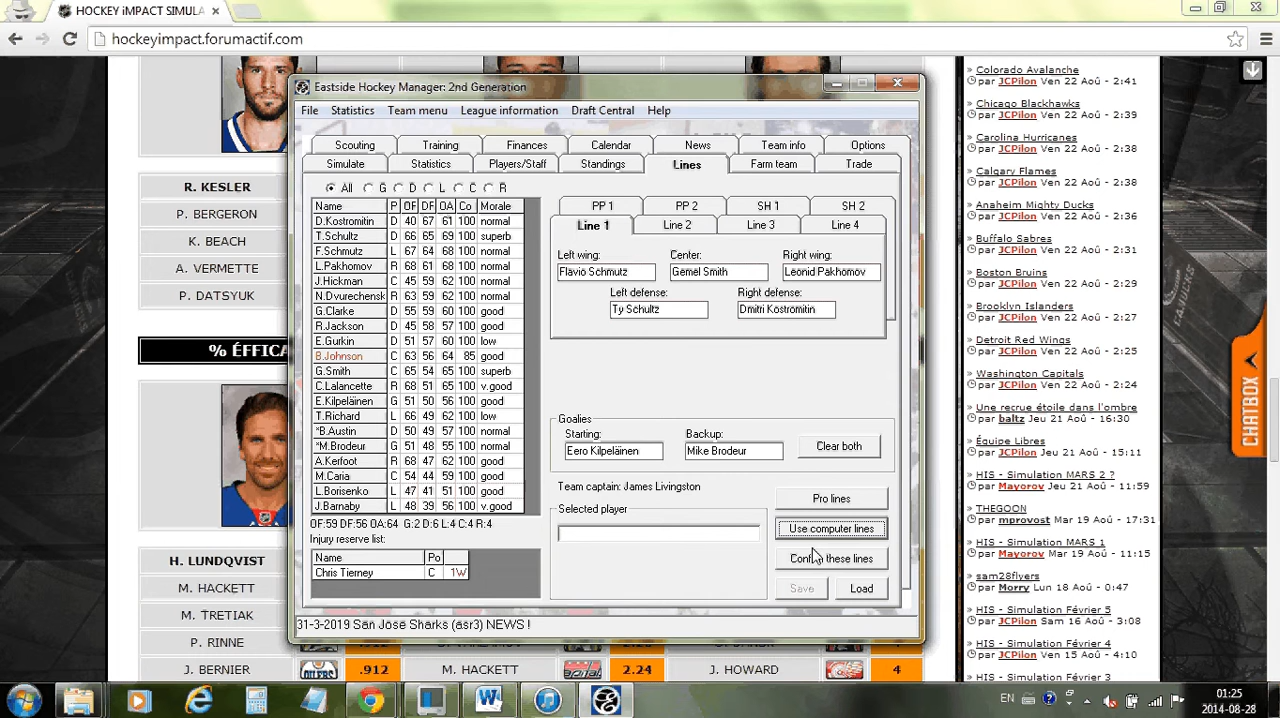 HOCKEY iMPACT SIMULA
hockeyimpact.forumactif.com
R. KESLER
P. BERGERON
K. BEACH
A. VERMETTE
P. DATSYUK
% ÉFFICA
H. LUNDQVIST
M. HACKETT
M. TRETIAK
P. RINNE
J. BERNIER
.912
M. HACKETT
2.24
J. HOWARD
4
Eastside Hockey Manager: 2nd Generation
File Statistics Team menu League information Draft Central Help
Scouting Training Finances Calendar News Team info Options
Simulate Statistics Players/Staff Standings Lines Farm team Trade
All G D L C R
Name P OF DF OA Co Morale
D.Kostromitin D 40 67 61 100 normal
T.Schultz D 66 65 69 100 superb
F.Schmutz L 67 64 68 100 normal
L.Pakhomov R 68 61 68 100 normal
J.Hickman C 45 59 62 100 normal
N.Dvurechensk R 63 59 62 100 normal
G.Clarke D 55 59 60 100 good
R.Jackson D 45 58 57 100 good
E.Gurkin D 51 57 60 100 low
B.Johnson C 63 56 64 85 good
G.Smith C 66 55 66 100 superb
C.Lalancette R 68 51 65 100 v.good
E.Kilpeläinen G 51 50 56 100 good
T.Richard L 66 49 62 100 low
*B.Austin D 50 49 57 100 normal
*M.Brodeur G 51 48 55 100 normal
A.Kerfoot L 68 47 62 100 good
M.Caria C 54 44 57 100 good
L.Borisenko L 47 41 51 100 good
J.Barnaby L 48 39 56 100 v.good
OF:59 DF:56 OA:64 G:2 D:6 L:4 C:4 R:4
Injury reserve list:
Name Po
Chris Tierney C 1W
PP 1 PP 2 SH 1 SH 2
Line 1 Line 2 Line 3 Line 4
Left wing: Center: Right wing:
Flavio Schmutz Gemel Smith Leonid Pakhomov
Left defense: Right defense:
Ty Schultz Dmitri Kostromitin
Goalies
Starting: Backup:
Eero Kilpeläinen Mike Brodeur Clear both
Team captain: James Livingston
Selected player
Pro lines
Use computer lines
Save Load
31-3-2019 San Jose Sharks (asr3) NEWS !
» Colorado Avalanche
par JCPilon Ven 22 Aoû - 2:41
» Chicago Blackhawks
par JCPilon Ven 22 Aoû - 2:39
» Carolina Hurricanes
par JCPilon Ven 22 Aoû - 2:38
» Calgary Flames
par JCPilon Ven 22 Aoû - 2:38
» Anaheim Mighty Ducks
par JCPilon Ven 22 Aoû - 2:36
» Buffalo Sabres
par JCPilon Ven 22 Aoû - 2:31
» Boston Bruins
par JCPilon Ven 22 Aoû - 2:39
» Brooklyn Islanders
par JCPilon Ven 22 Aoû - 2:27
» Detroit Red Wings
par JCPilon Ven 22 Aoû - 2:25
» Washington Capitals
par JCPilon Ven 22 Aoû - 2:24
» Une recrue étoile dans l'ombre
par baltz Jeu 21 Aoû - 16:30
» Équipe Libres
par JCPilon Jeu 21 Aoû - 15:11
» HIS - Simulation MARS 2 ?
par Mayorov Jeu 21 Aoû - 11:59
» THEGOON
par mprovost Mar 19 Aoû - 17:31
» HIS - Simulation MARS 1
par Mayorov Mar 19 Aoû - 11:15
» sam28flyers
par Morry Lun 18 Aoû - 0:47
» HIS - Simulation Février 5
par JCPilon Sam 16 Aoû - 3:08
» HIS - Simulation Février 4
par JCPilon Ven 15 Aoû - 4:10
» HIS - Simulation Février 3
CHATBOX
EN
01:25
2014-08-28